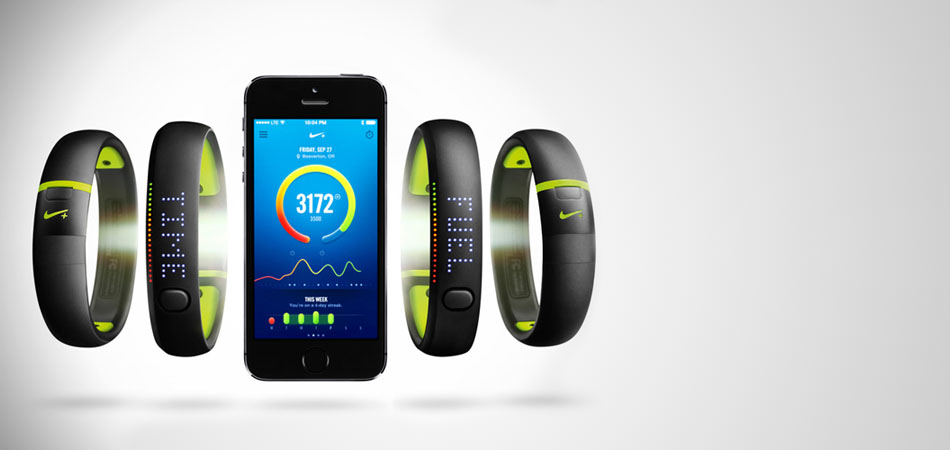 TIME
LTE
10:04 PM
FRIDAY, SEP 27
Beaverton, OR
3172
3500
THIS WEEK
You're on a 4-day streak.
FUEL